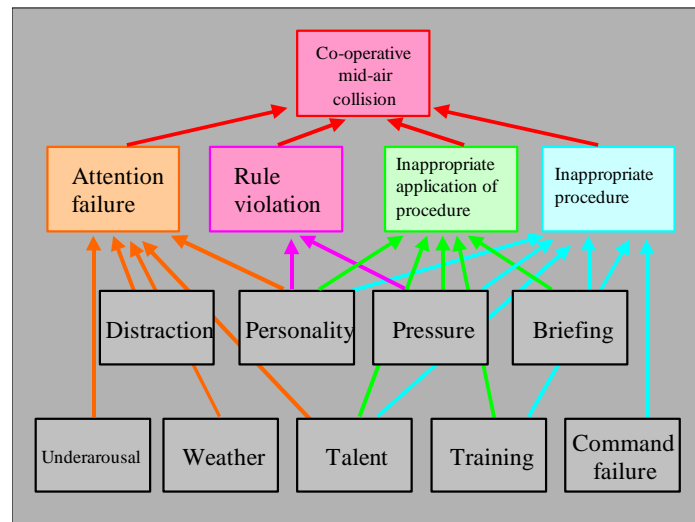 Co-operative
mid-air
collision
Attention
failure
Rule
violation
Inappropriate
application of
procedure
Inappropriate
procedure
Distraction
Personality
Pressure
Briefing
Underarousal
Weather
Talent
Training
Command
failure